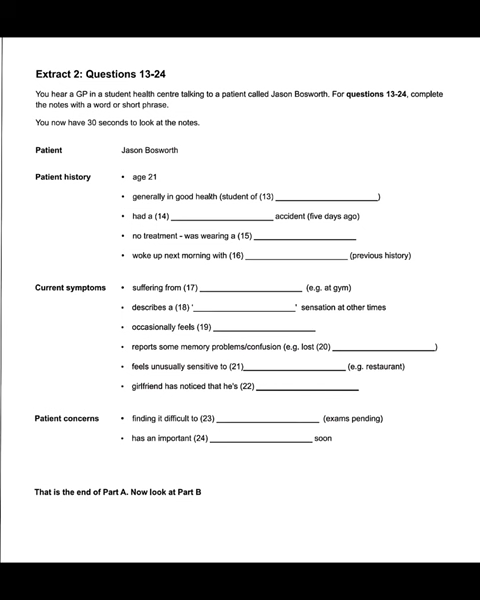 Extract 2: Questions 13-24
You hear a GP in a student health centre talking to a patient called Jason Bosworth. For questions 13-24, complete
the notes with a word or short phrase.
You now have 30 seconds to look at the notes.
Patient Jason Bosworth
Patient history • age 21
• generally in good health (student of (13) ____________________)
• had a (14) ____________________ accident (five days ago)
• no treatment - was wearing a (15) ____________________
• woke up next morning with (16) ____________________ (previous history)
Current symptoms • suffering from (17) ____________________ (e.g. at gym)
• describes a (18) '____________________' sensation at other times
• occasionally feels (19) ____________________
• reports some memory problems/confusion (e.g. lost (20) ____________________)
• feels unusually sensitive to (21)____________________ (e.g. restaurant)
• girlfriend has noticed that he's (22) ____________________
Patient concerns • finding it difficult to (23) ____________________ (exams pending)
• has an important (24) ____________________ soon
That is the end of Part A. Now look at Part B